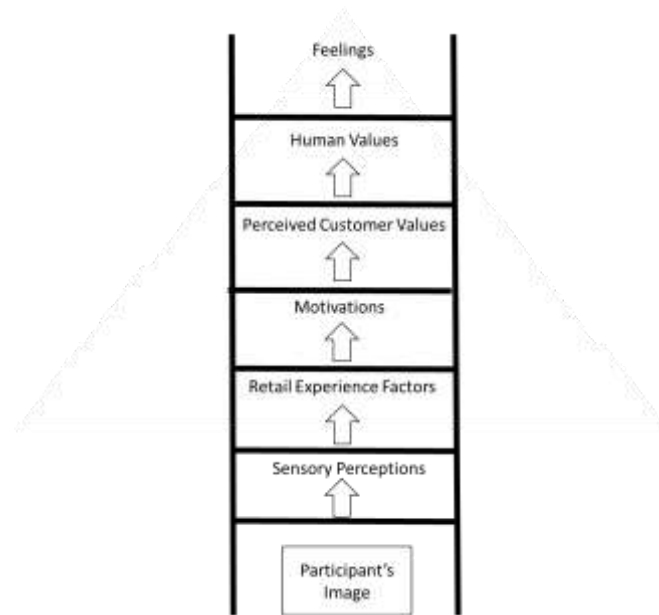 Feelings
Human Values
Perceived Customer Values
Motivations
Retail Experience Factors
Sensory Perceptions
Participant's
Image